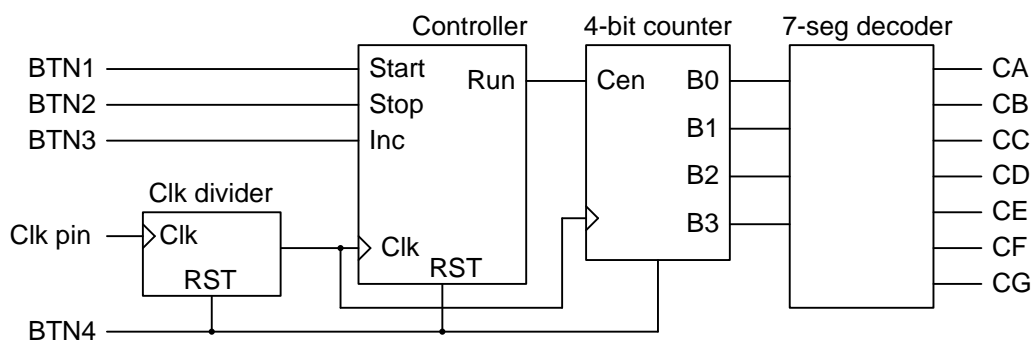 Controller
4-bit counter
7-seg decoder
BTN1
BTN2
BTN3
Start
Stop
Inc
Run
Cen
B0
B1
B2
B3
CA
CB
CC
CD
CE
CF
CG
Clk divider
Clk pin
Clk
RST
Clk
RST
BTN4